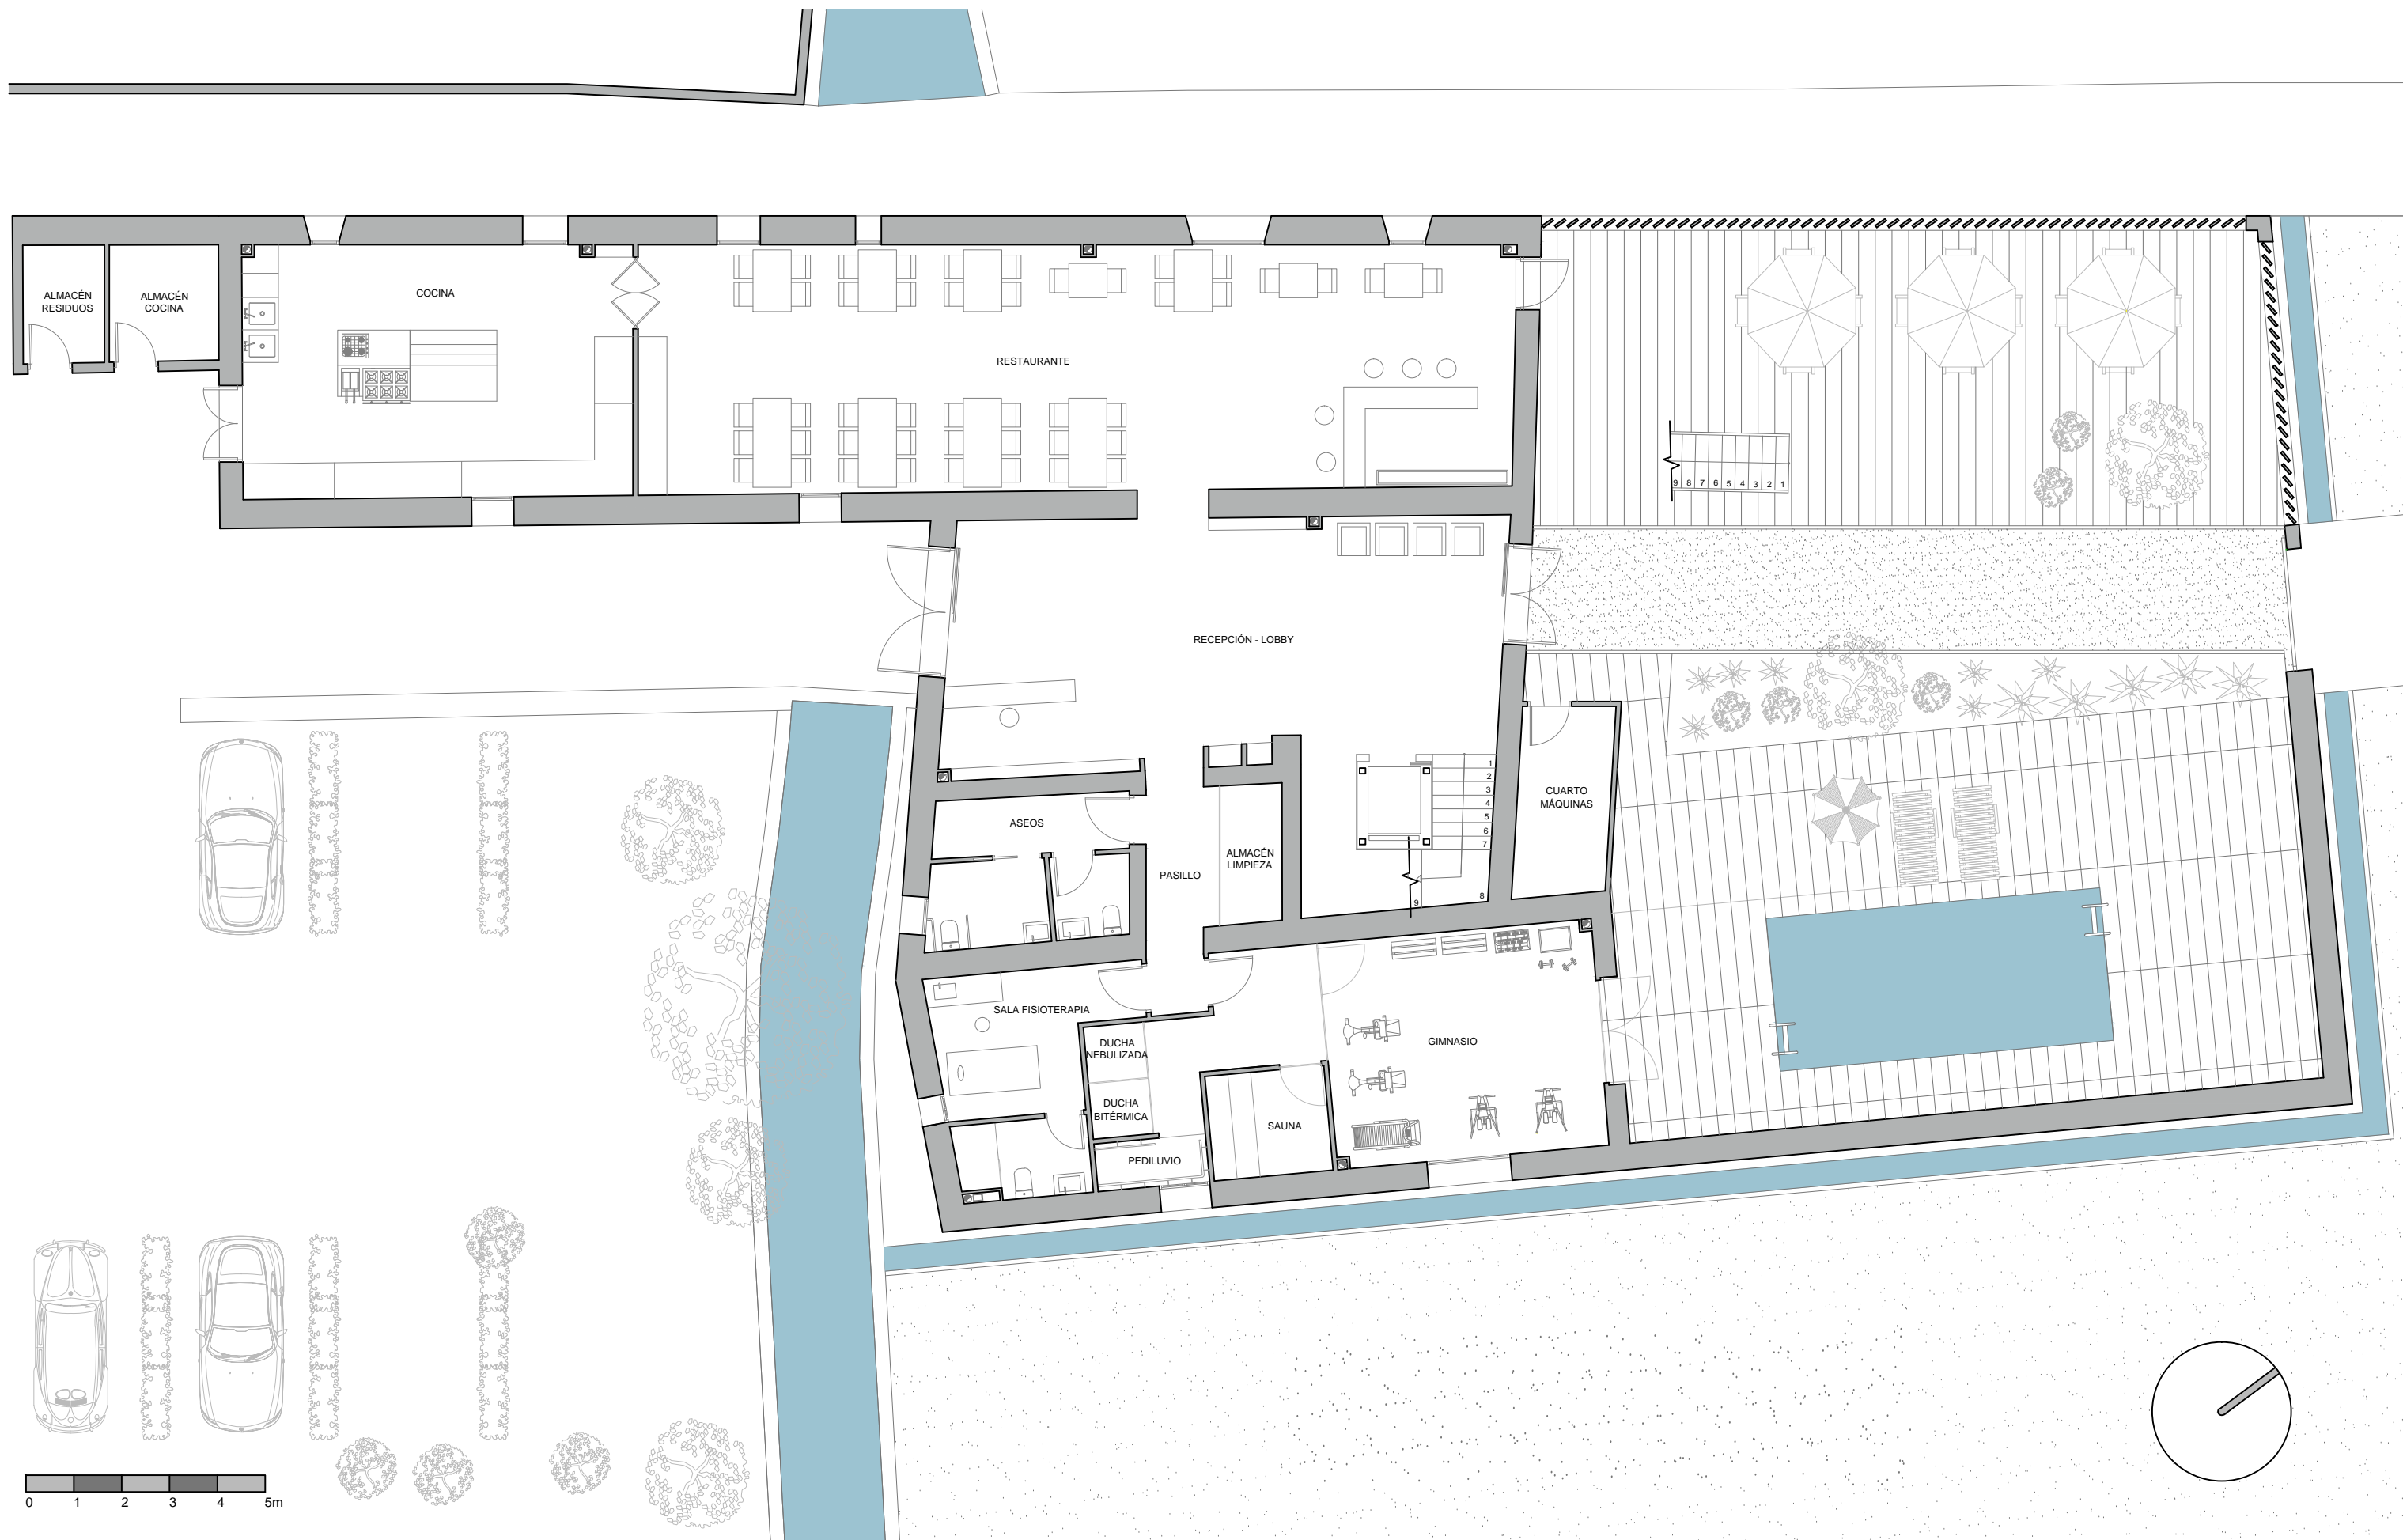 ALMACÉN
RESIDUOS
ALMACÉN
COCINA
COCINA
RESTAURANTE
9 8 7 6 5 4 3 2 1
RECEPCIÓN - LOBBY
1
2
3
4
5
6
7
8
9
CUARTO
MÁQUINAS
ASEOS
PASILLO
ALMACÉN
LIMPIEZA
SALA FISIOTERAPIA
DUCHA
NEBULIZADA
DUCHA
BITÉRMICA
PEDILUVIO
SAUNA
GIMNASIO
0 1 2 3 4 5m